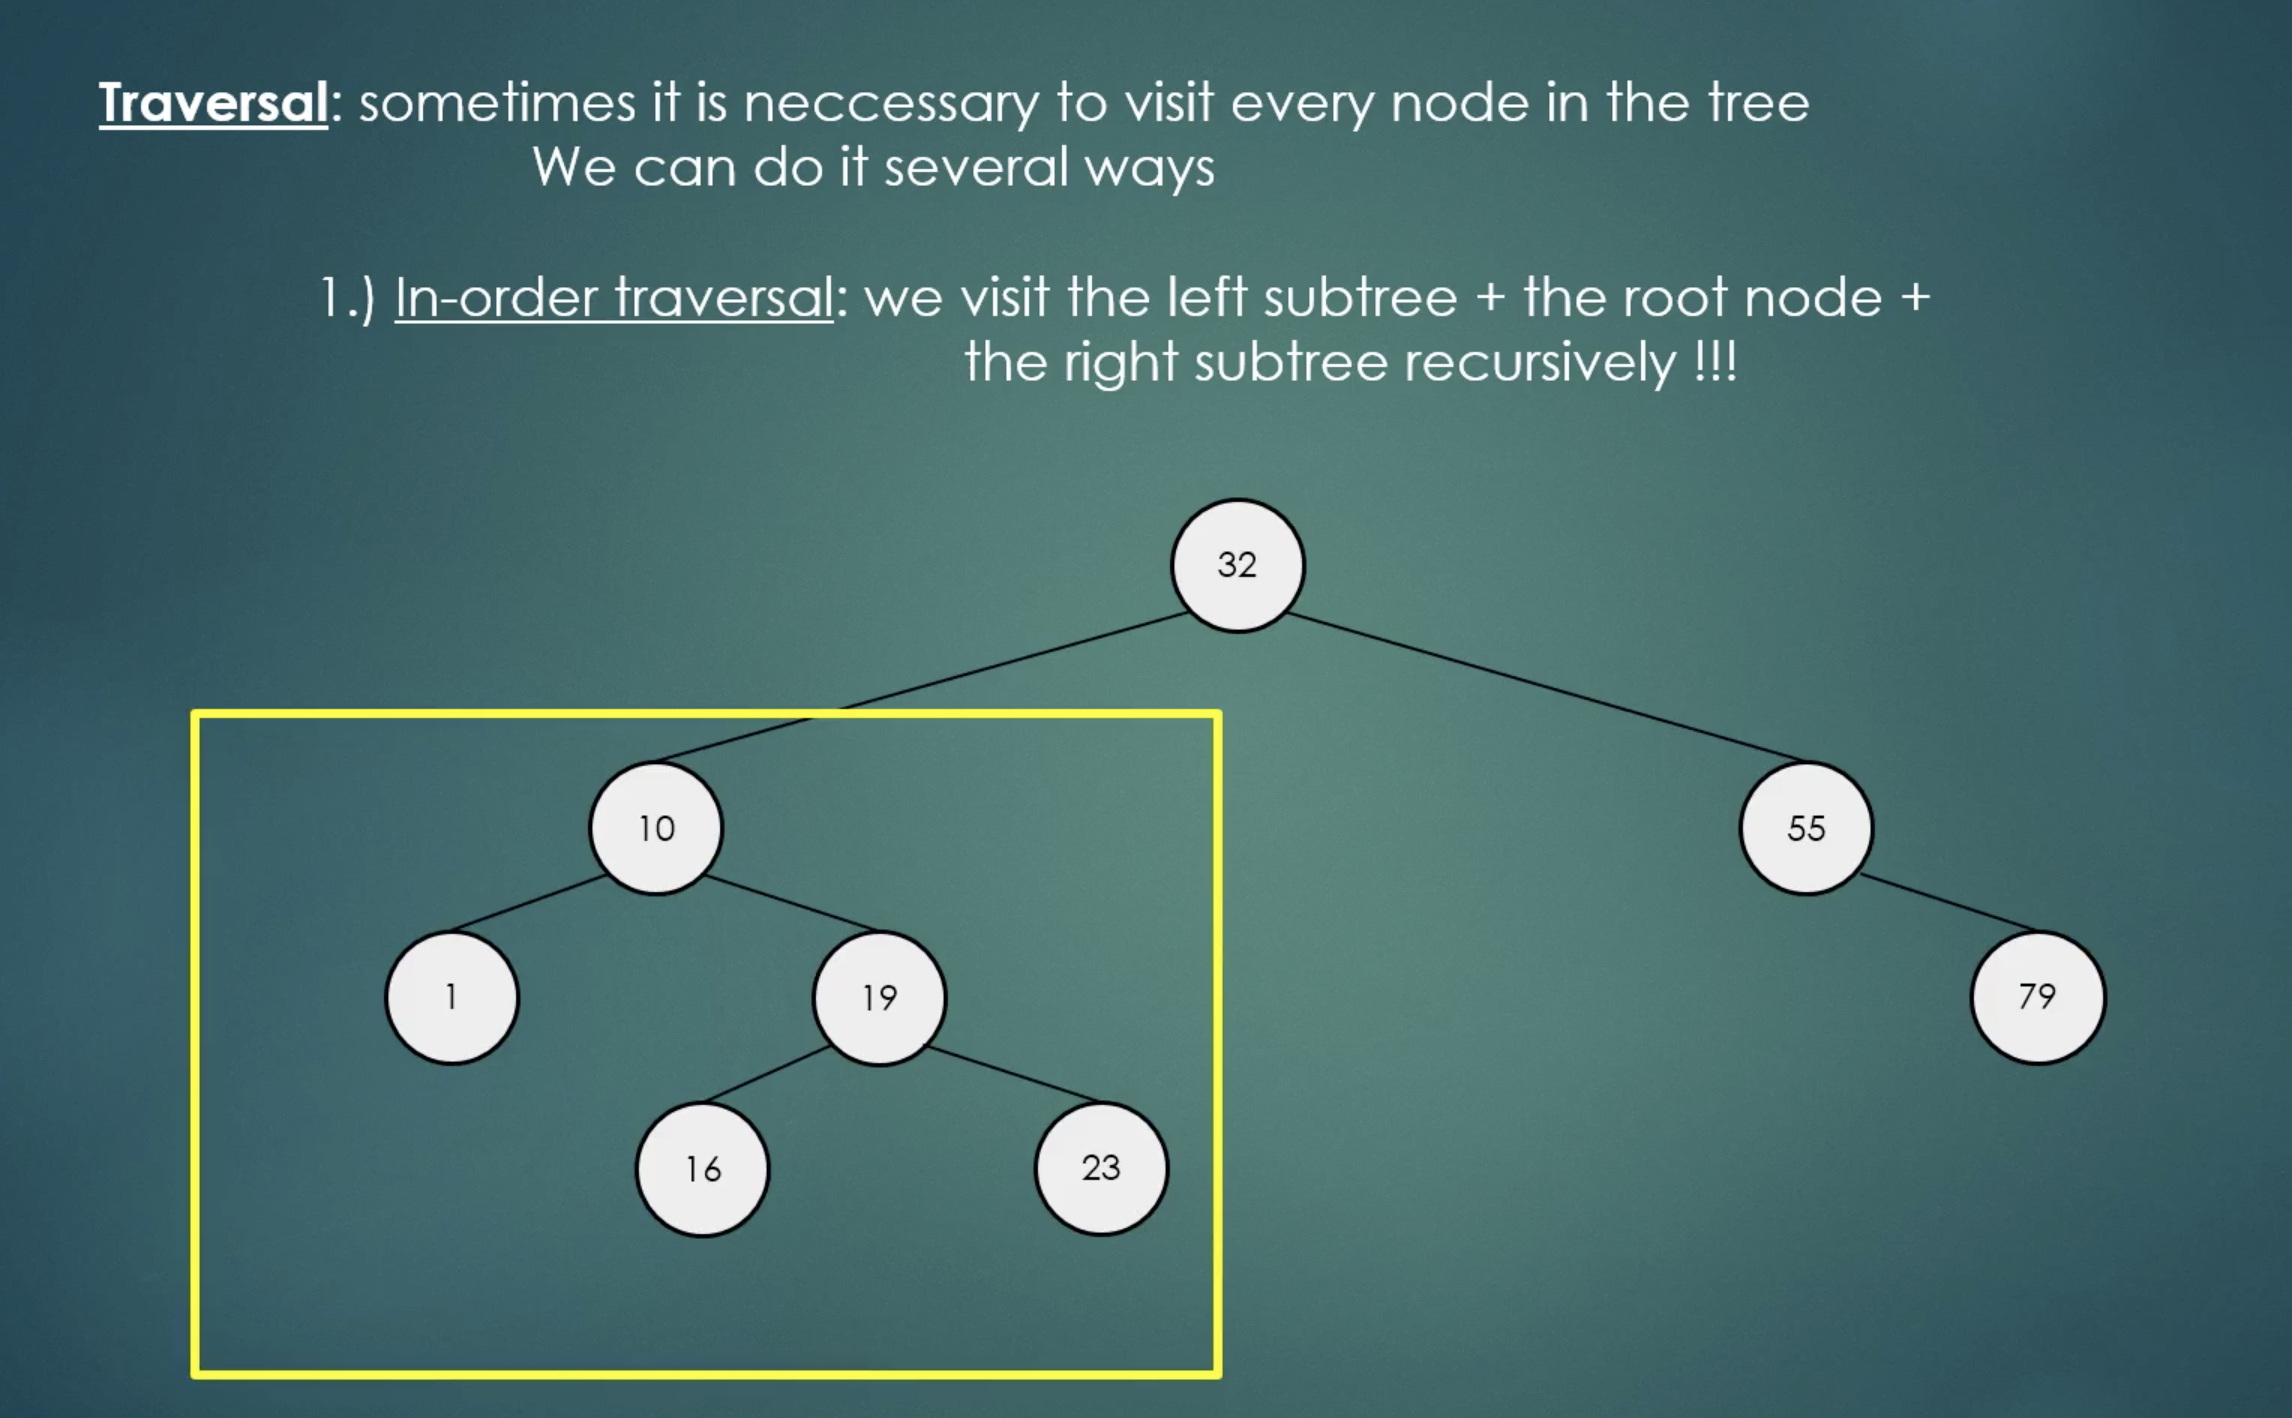 Traversal: sometimes it is neccessary to visit every node in the tree
We can do it several ways
1.) In-order traversal: we visit the left subtree + the root node +
the right subtree recursively !!!
32
10
55
1
19
79
16
23